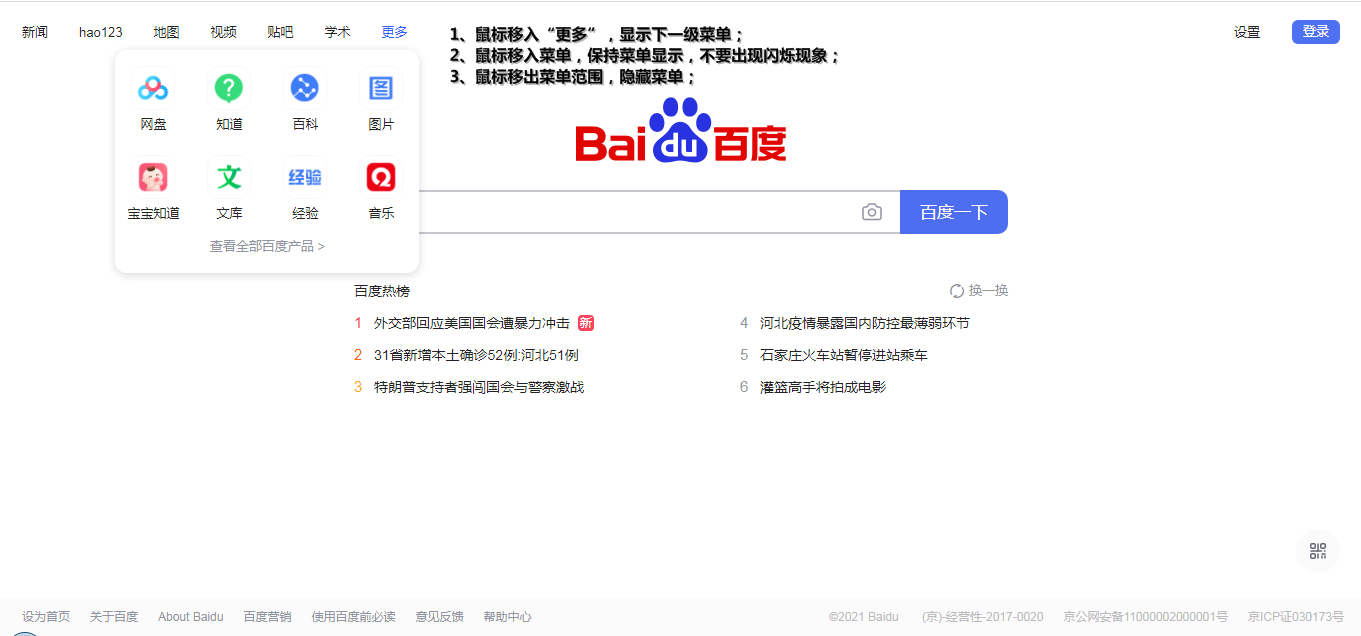 新闻 hao123 地图 视频 贴吧 学术 更多 设置 登录
1、鼠标移入“更多”，显示下一级菜单；
2、鼠标移入菜单，保持菜单显示，不要出现闪烁现象；
3、鼠标移出菜单范围，隐藏菜单；
网盘 知道 百科 图片
文 经验
宝宝知道 文库 经验 音乐
查看全部百度产品 >
Bai du 百度
百度一下
百度热榜 换一换
1 外交部回应美国国会遭暴力冲击 新 4 河北疫情暴露国内防控最薄弱环节
2 31省新增本土确诊52例:河北51例 5 石家庄火车站暂停进站乘车
3 特朗普支持者强闯国会与警察激战 6 灌篮高手将拍成电影
设为首页 关于百度 About Baidu 百度营销 使用百度前必读 意见反馈 帮助中心 ©2021 Baidu (京)-经营性-2017-0020 京公网安备11000002000001号 京ICP证030173号